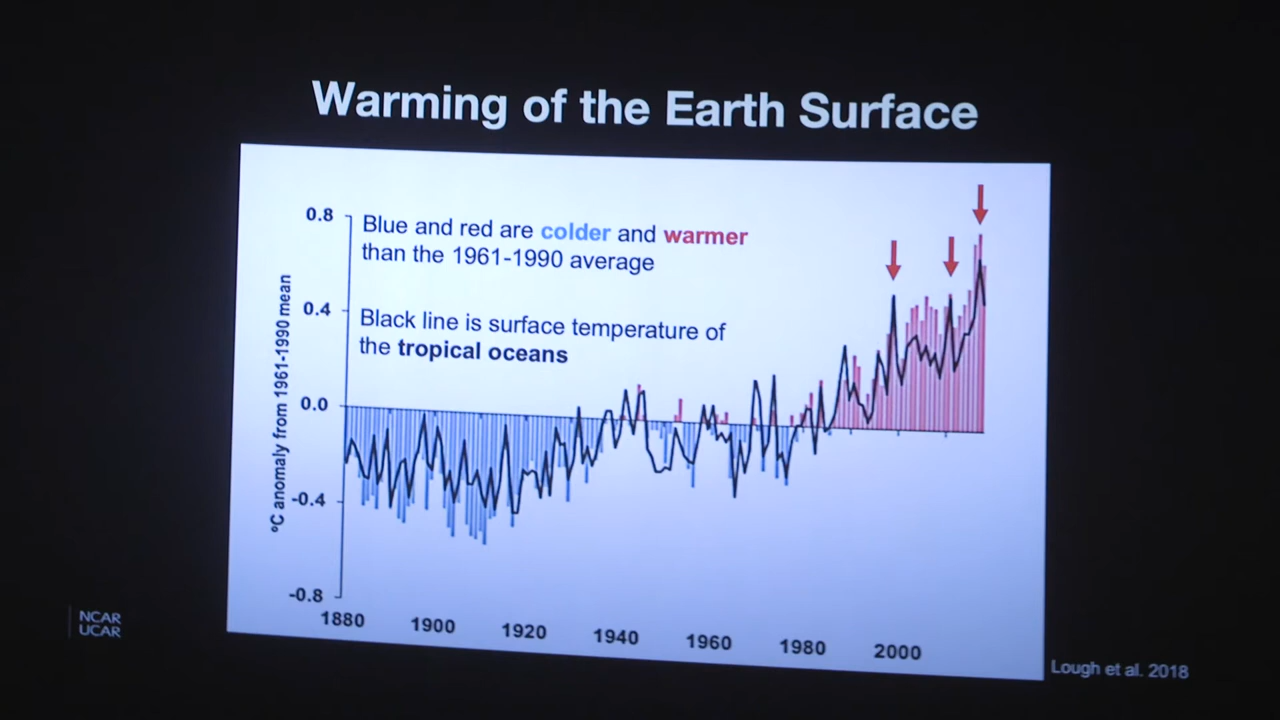 Warming of the Earth Surface
Blue and red are colder and warmer
than the 1961-1990 average
Black line is surface temperature of
the tropical oceans
ºC anomaly from 1961-1990 mean
0.8
0.4
0.0
-0.4
-0.8
1880 1900 1920 1940 1960 1980 2000
NCAR
UCAR
Lough et al. 2018